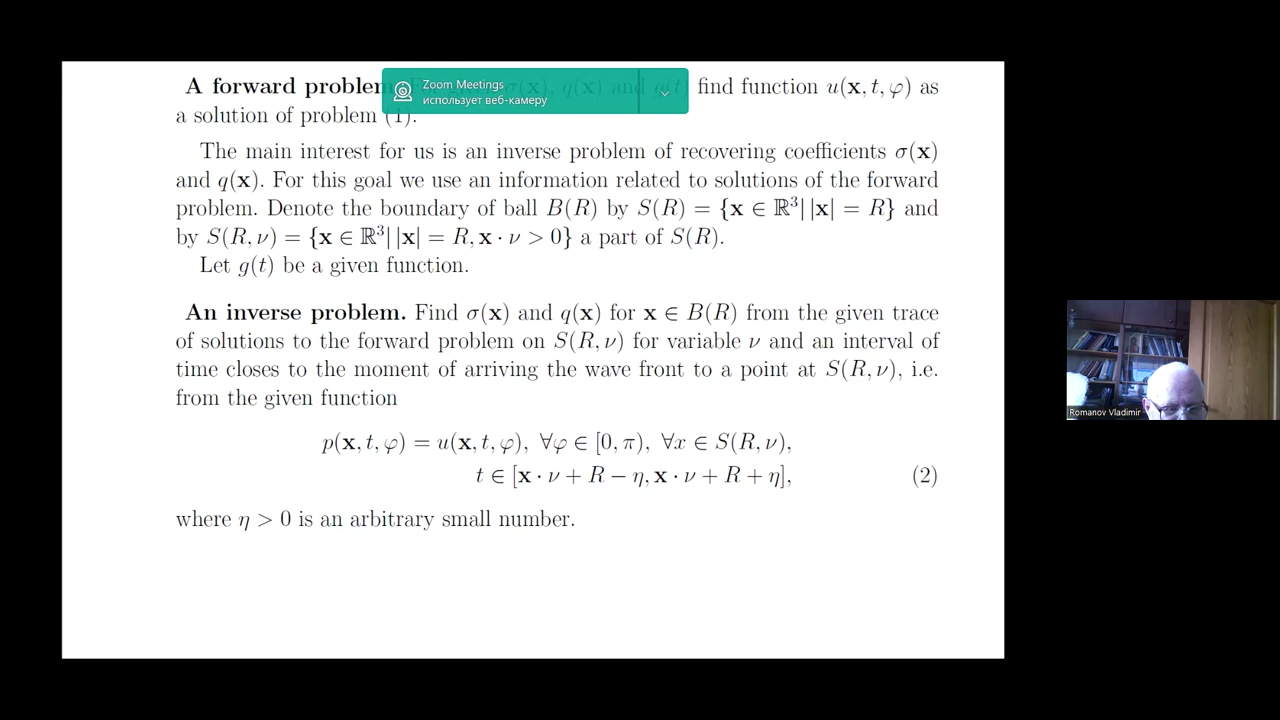 A forward problem. For given σ(x), q(x) and g(t) find function u(x, t, φ) as
a solution of problem (1).
Zoom Meetings
использует веб-камеру
The main interest for us is an inverse problem of recovering coefficients σ(x)
and q(x). For this goal we use an information related to solutions of the forward
problem. Denote the boundary of ball B(R) by S(R) = {x ∈ ℝ³| |x| = R} and
by S(R, ν) = {x ∈ ℝ³| |x| = R, x · ν > 0} a part of S(R).
Let g(t) be a given function.
An inverse problem. Find σ(x) and q(x) for x ∈ B(R) from the given trace
of solutions to the forward problem on S(R, ν) for variable ν and an interval of
time closes to the moment of arriving the wave front to a point at S(R, ν), i.e.
from the given function
p(x, t, φ) = u(x, t, φ), ∀φ ∈ [0, π), ∀x ∈ S(R, ν),
t ∈ [x · ν + R − η, x · ν + R + η], (2)
where η > 0 is an arbitrary small number.
Romanov Vladimir